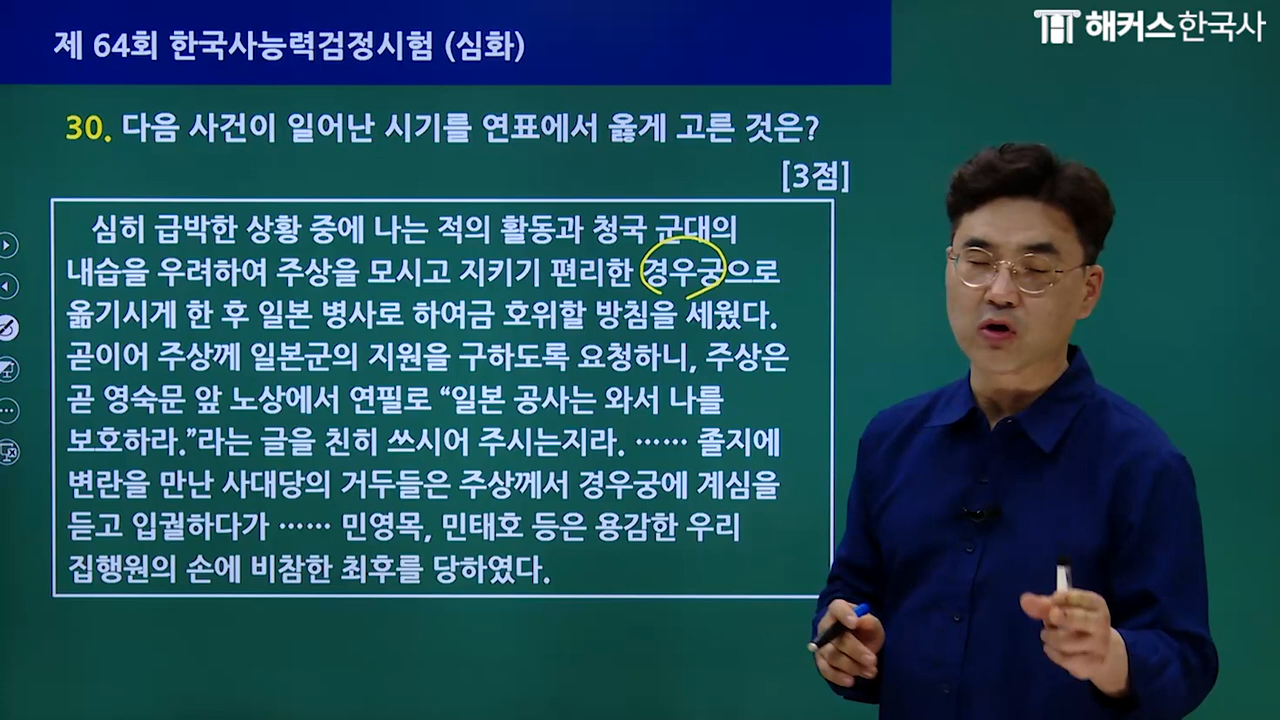 해커스한국사
제 64회 한국사능력검정시험 (심화)
30. 다음 사건이 일어난 시기를 연표에서 옳게 고른 것은?
[3점]
심히 급박한 상황 중에 나는 적의 활동과 청국 군대의
내습을 우려하여 주상을 모시고 지키기 편리한 경우궁으로
옮기시게 한 후 일본 병사로 하여금 호위할 방침을 세웠다.
곧이어 주상께 일본군의 지원을 구하도록 요청하니, 주상은
곧 영숙문 앞 노상에서 연필로 “일본 공사는 와서 나를
보호하라.”라는 글을 친히 쓰시어 주시는지라. …… 졸지에
변란을 만난 사대당의 거두들은 주상께서 경우궁에 계심을
듣고 입궐하다가 …… 민영목, 민태호 등은 용감한 우리
집행원의 손에 비참한 최후를 당하였다.